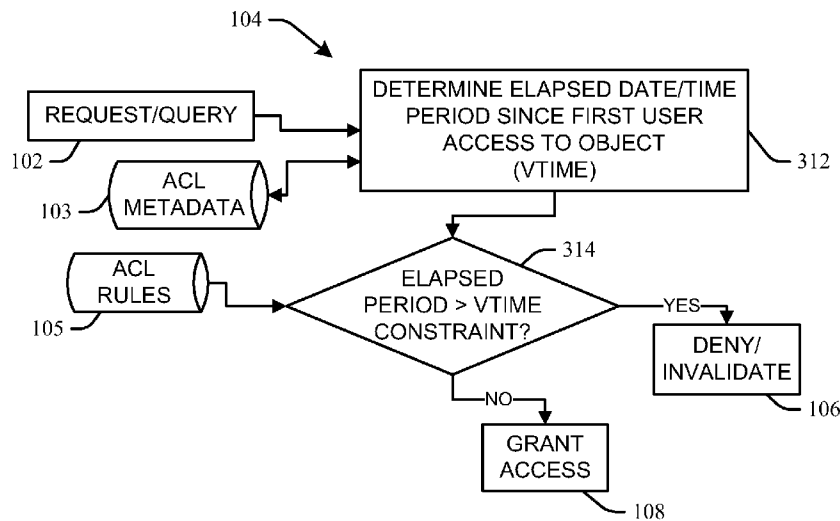 104
REQUEST/QUERY
102
DETERMINE ELAPSED DATE/TIME
PERIOD SINCE FIRST USER
ACCESS TO OBJECT
(VTIME)
312
ACL
METADATA
103
314
ACL
RULES
105
ELAPSED
PERIOD > VTIME
CONSTRAINT?
YES
DENY/
INVALIDATE
106
NO
GRANT
ACCESS
108